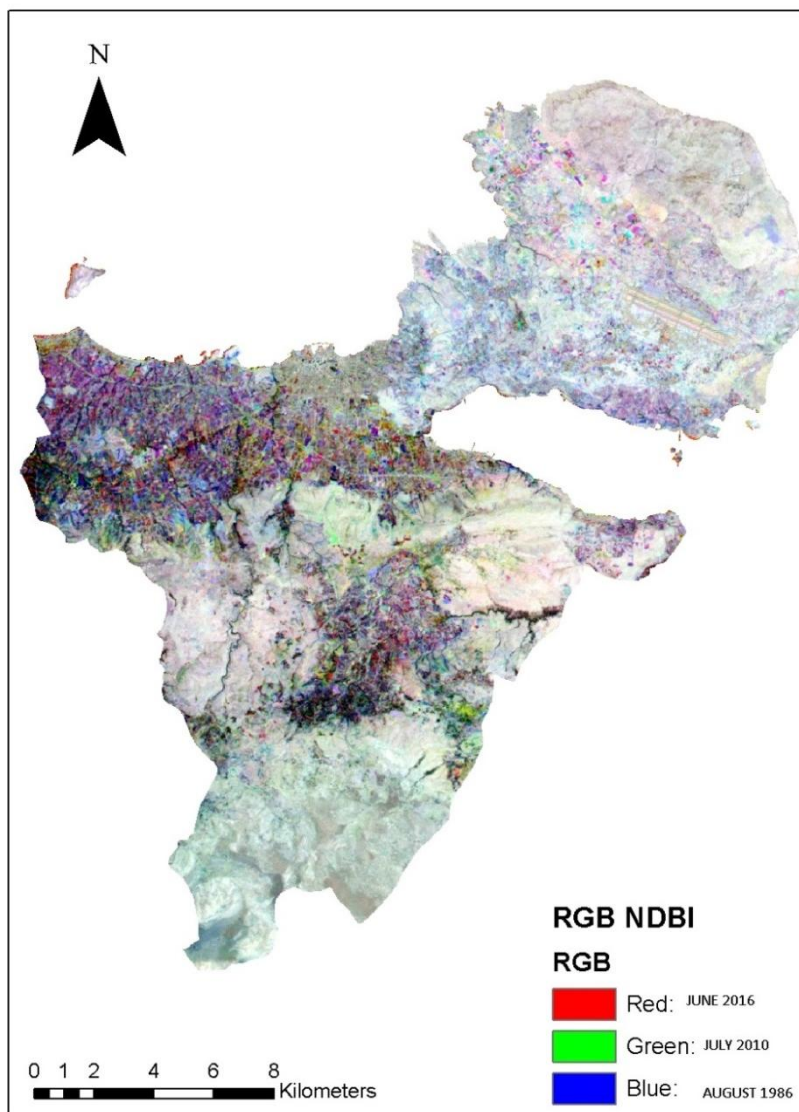 N
RGB NDBI
RGB
Red: JUNE 2016
Green: JULY 2010
Blue: AUGUST 1986
0 1 2 4 6 8
Kilometers